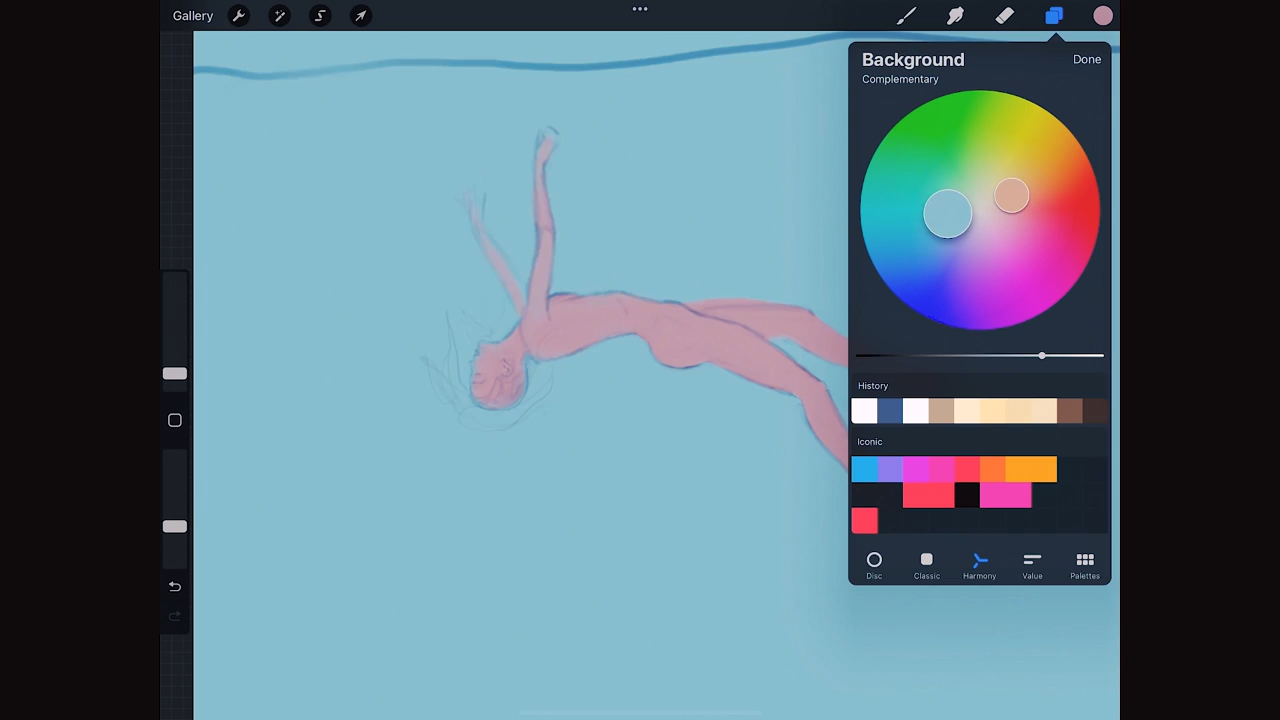 Gallery
Background
Done
Complementary
History
Iconic
Disc
Classic
Harmony
Value
Palettes